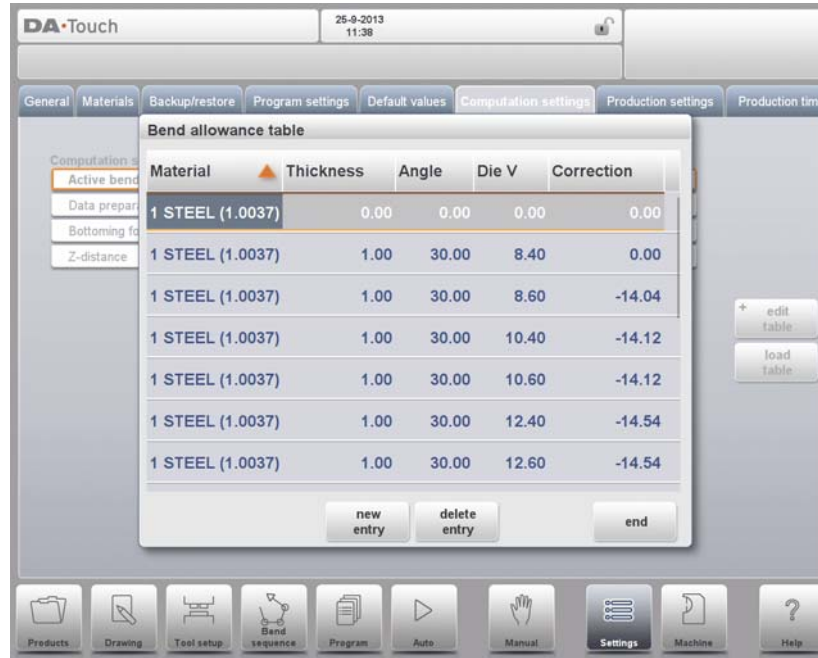 DA·Touch
25-9-2013
11:38
General Materials Backup/restore Program settings Default values Computation settings Production settings Production tim
Bend allowance table
Computation s
Material Thickness Angle Die V Correction
Active bend
Data prepar
Bottoming fo
Z-distance
1 STEEL (1.0037) 0.00 0.00 0.00 0.00
1 STEEL (1.0037) 1.00 30.00 8.40 0.00
1 STEEL (1.0037) 1.00 30.00 8.60 -14.04
1 STEEL (1.0037) 1.00 30.00 10.40 -14.12
1 STEEL (1.0037) 1.00 30.00 10.60 -14.12
1 STEEL (1.0037) 1.00 30.00 12.40 -14.54
1 STEEL (1.0037) 1.00 30.00 12.60 -14.54
+ edit
table
load
table
new
entry
delete
entry
end
Products Drawing Tool setup Bend
sequence Program Auto Manual Settings Machine ? Help